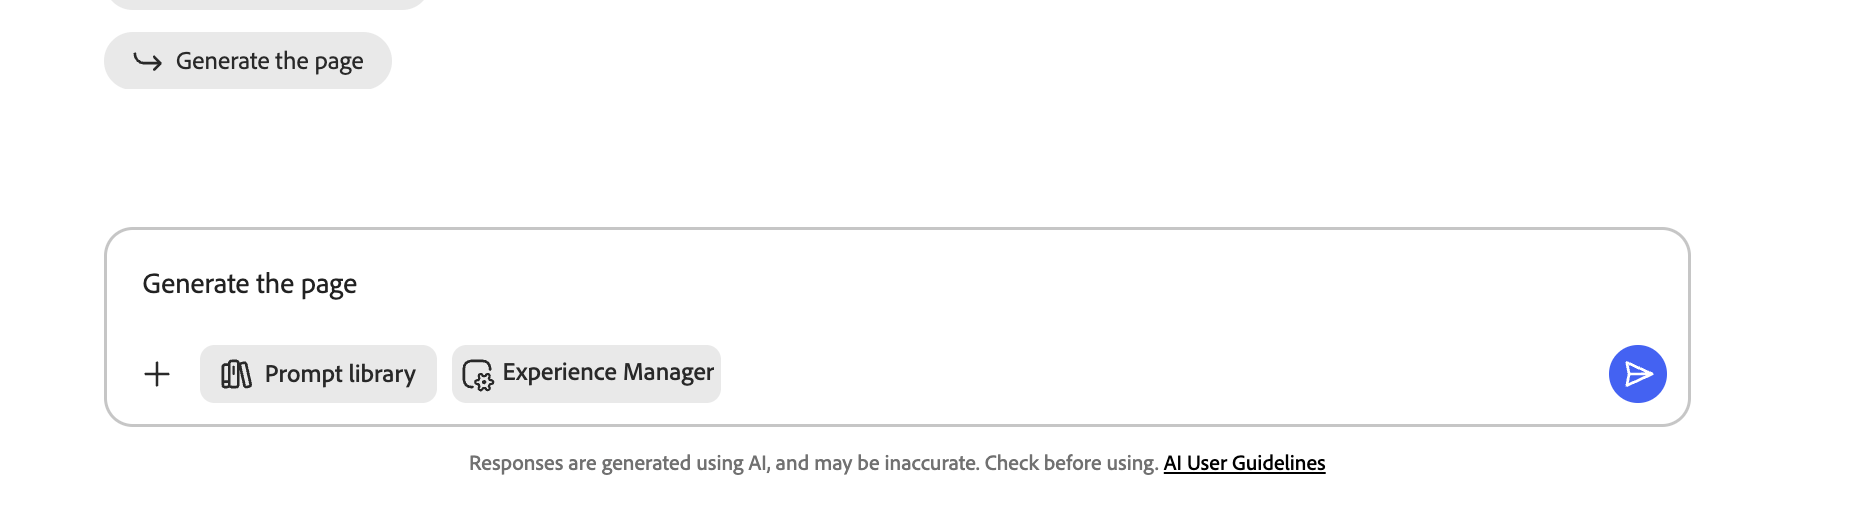 Generate the page
Generate the page
Prompt library
Experience Manager
Responses are generated using AI, and may be inaccurate. Check before using. AI User Guidelines